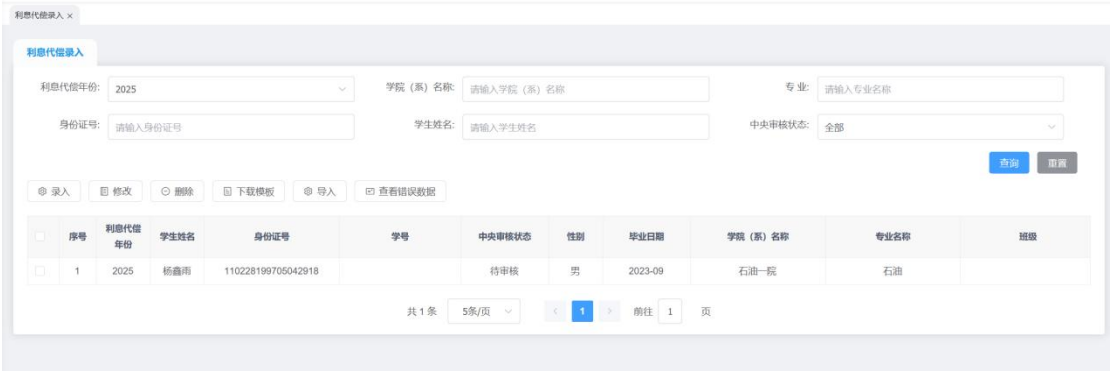 利息代偿录入 ×
利息代偿录入
利息代偿年份: 2025 学院（系）名称: 请输入学院（系）名称 专业: 请输入专业名称
身份证号: 请输入身份证号 学生姓名: 请输入学生姓名 中央审核状态: 全部
查询 重置
录入 修改 删除 下载模板 导入 查看错误数据
序号 利息代偿年份 学生姓名 身份证号 学号 中央审核状态 性别 毕业日期 学院（系）名称 专业名称 班级
1 2025 杨鑫雨 110228199705042918 待审核 男 2023-09 石油一院 石油
共 1 条 5条/页 < 1 > 前往 1 页